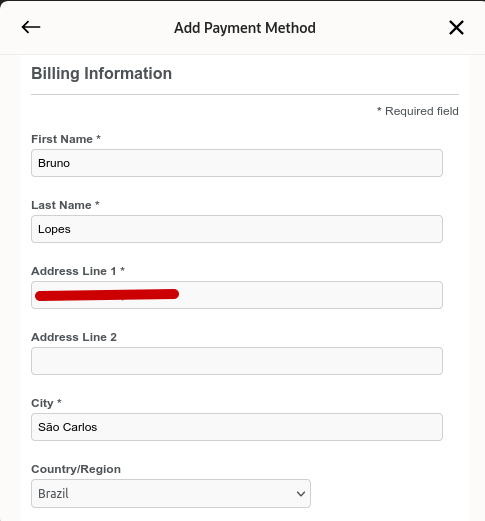 Add Payment Method
Billing Information
* Required field
First Name *
Bruno
Last Name *
Lopes
Address Line 1 *
Address Line 2
City *
São Carlos
Country/Region
Brazil